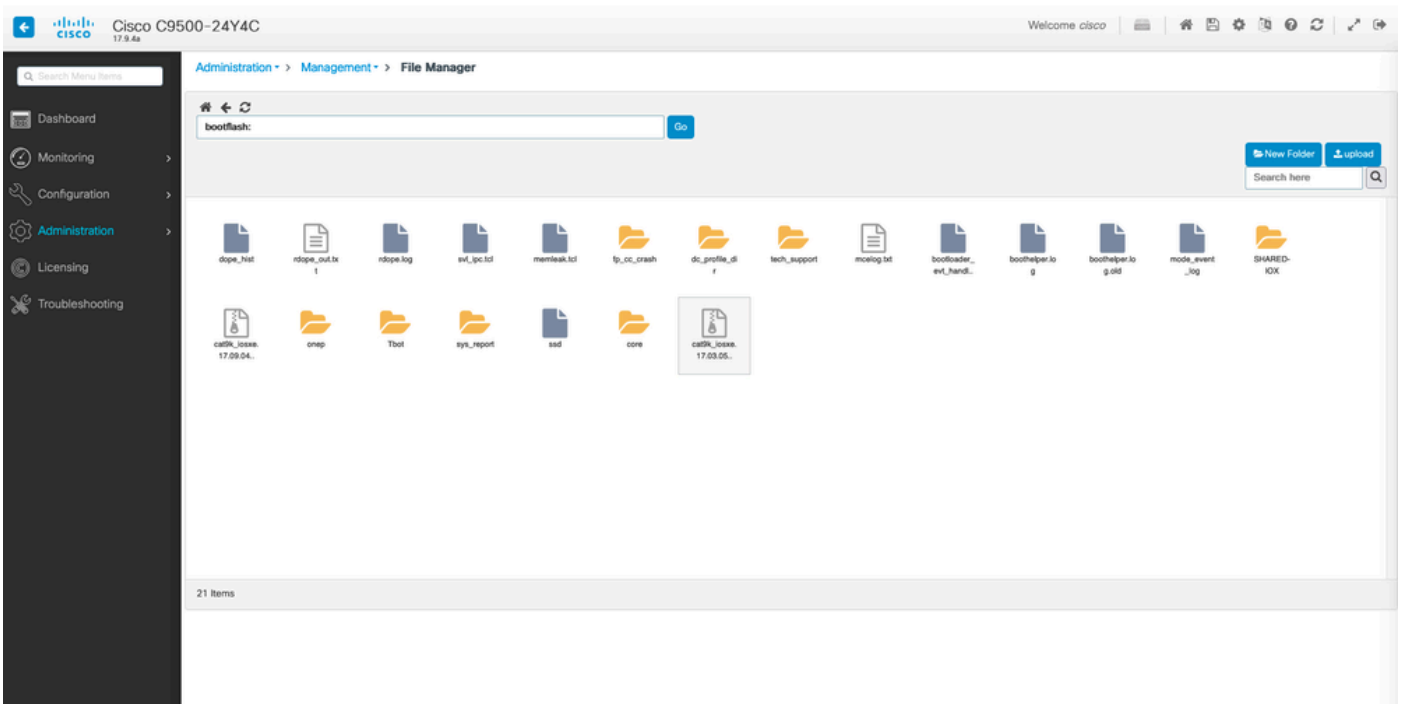 CISCO
Cisco C9500-24Y4C
17.9.4a
Welcome cisco
Search Menu Items
Dashboard
Monitoring
Configuration
Administration
Licensing
Troubleshooting
Administration > Management > File Manager
bootflash:
Go
New Folder
upload
Search here
dope_hist
rdope_out.tx
t
rdope.log
svl_ipc.tcl
memleak.tcl
fp_cc_crash
dc_profile_di
r
tech_support
mcelog.txt
bootloader_
evt_handl..
boothelper.lo
g
boothelper.lo
g.old
mode_event
_log
SHARED-
IOX
cat9k_iosxe.
17.09.04..
onep
Tbot
sys_report
ssd
core
cat9k_iosxe.
17.03.05..
21 Items